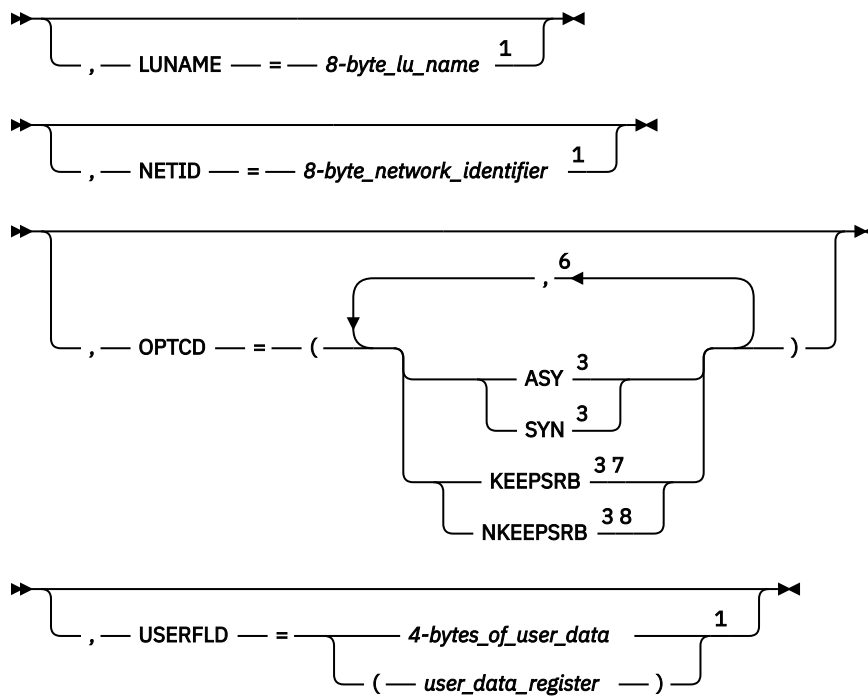 , LUNAME = 8-byte_lu_name 1
, NETID = 8-byte_network_identifier 1
, 6
, OPTCD = ( )
ASY 3
SYN 3
KEEPSRB 3 7
NKEEPSRB 3 8
, USERFLD = 4-bytes_of_user_data 1
( user_data_register )